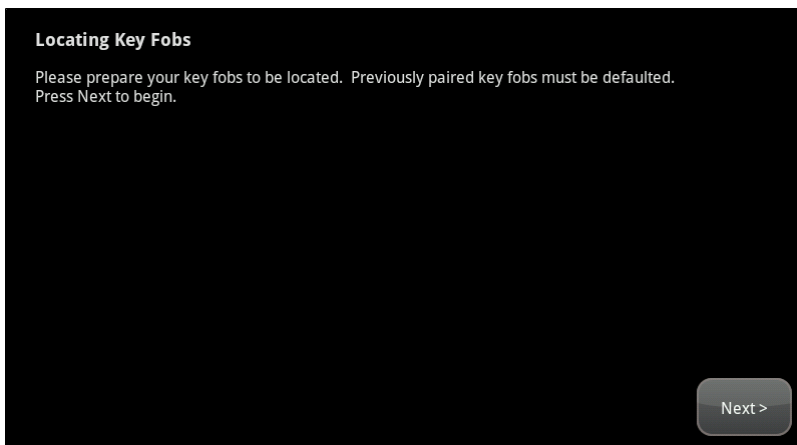 Locating Key Fobs
Please prepare your key fobs to be located.  Previously paired key fobs must be defaulted.
Press Next to begin.
Next >